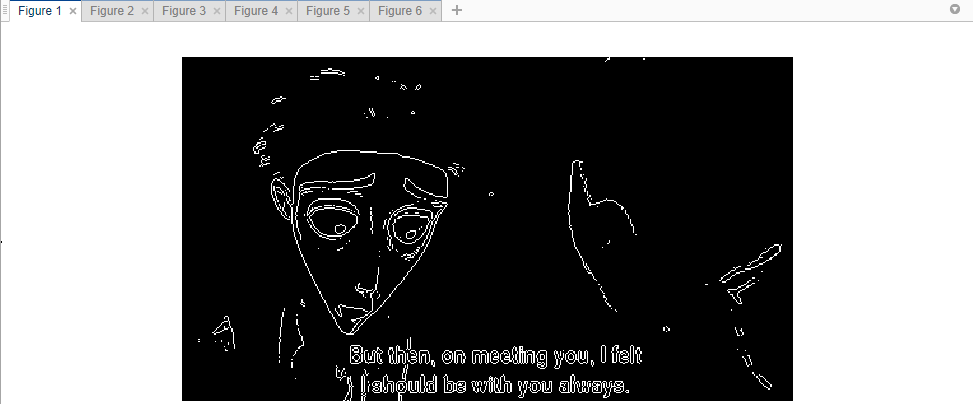 Figure 1 Figure 2 Figure 3 Figure 4 Figure 5 Figure 6
But then, on meeting you, I felt
I should be with you always.